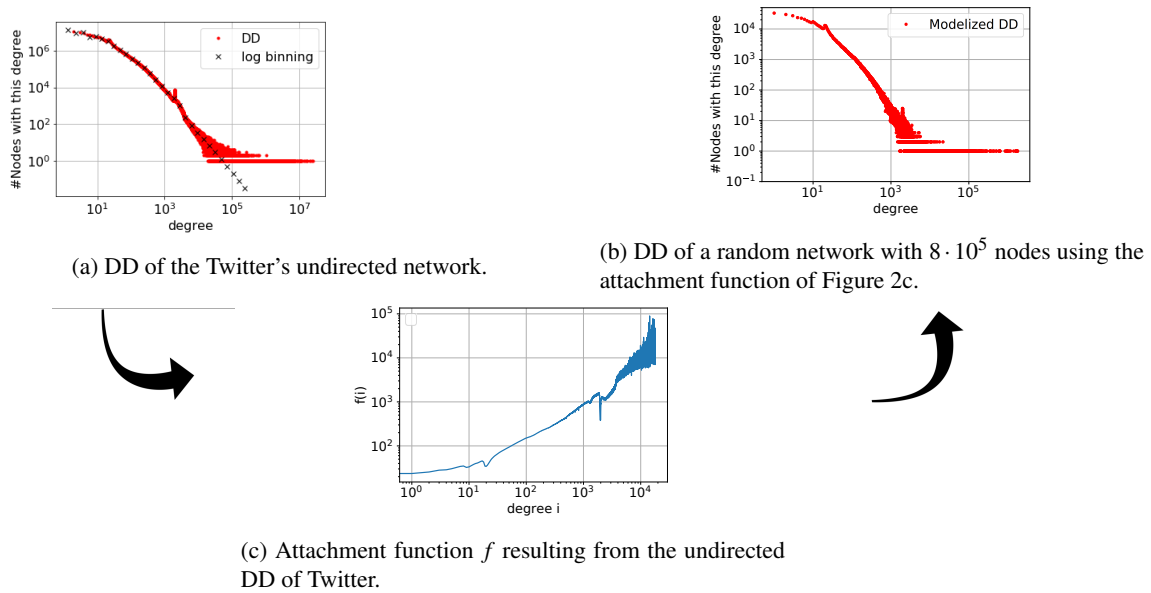 #Nodes with this degree
10^6
10^4
10^2
10^0
DD
log binning
10^1
10^3
10^5
10^7
degree
(a) DD of the Twitter's undirected network.
#Nodes with this degree
10^4
10^3
10^2
10^1
10^0
10^−1
Modelized DD
10^1
10^3
10^5
degree
(b) DD of a random network with 8 · 10^5 nodes using the
attachment function of Figure 2c.
f(i)
10^5
10^4
10^3
10^2
10^0
10^1
10^2
10^3
10^4
degree i
(c) Attachment function f resulting from the undirected
DD of Twitter.